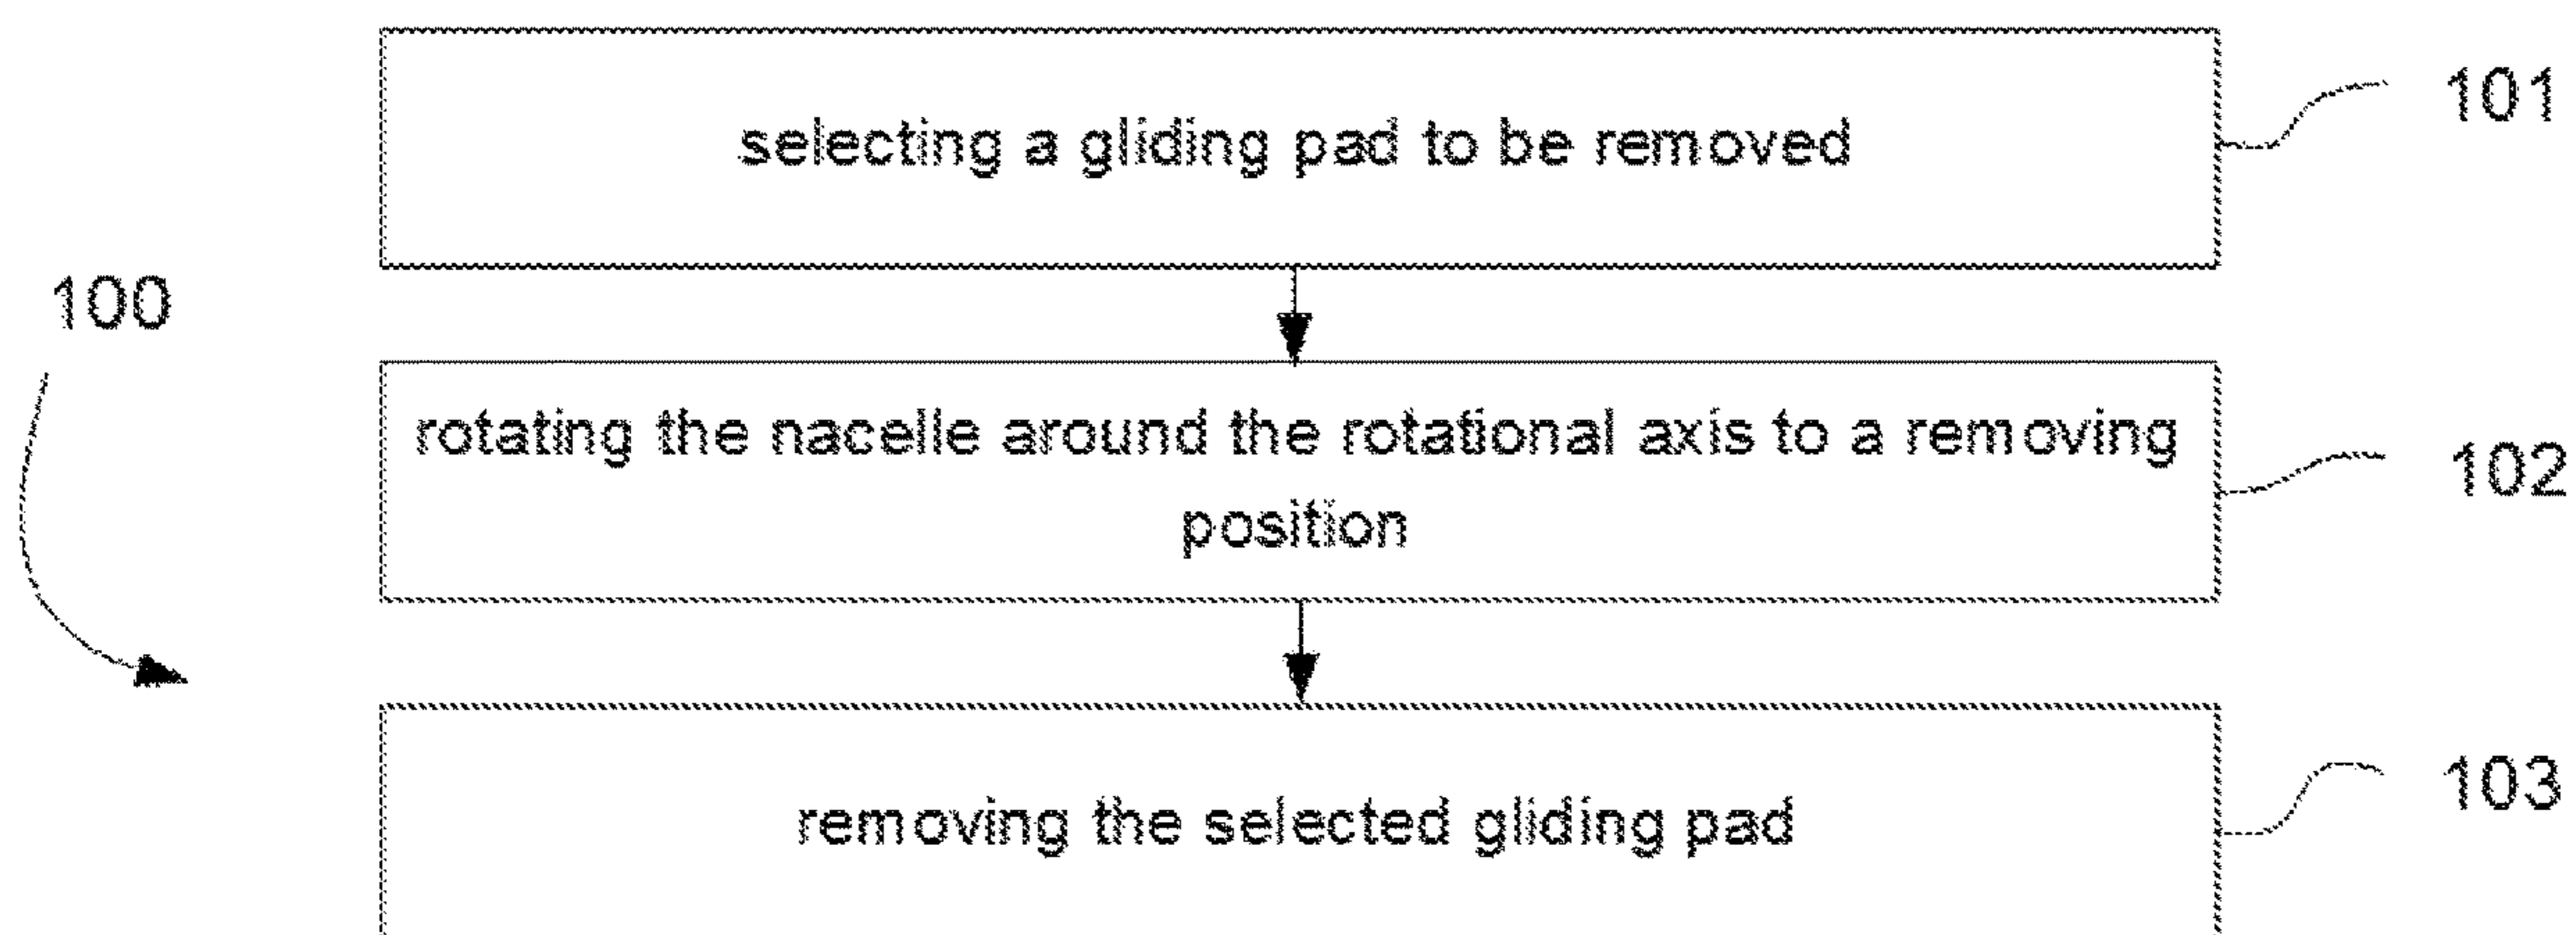 selecting a gliding pad to be removed
101
100
rotating the nacelle around the rotational axis to a removing
position
102
removing the selected gliding pad
103